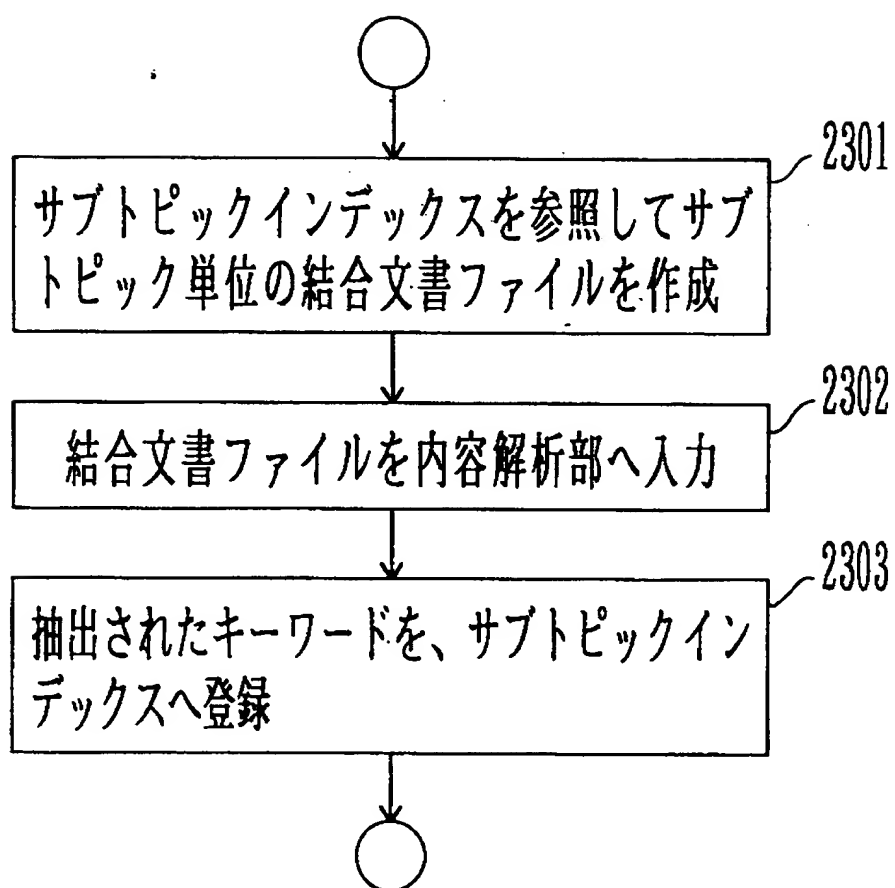 2301
サブトピックインデックスを参照してサブ
トピック単位の結合文書ファイルを作成
2302
結合文書ファイルを内容解析部へ入力
2303
抽出されたキーワードを、サブトピックイン
デックスへ登録